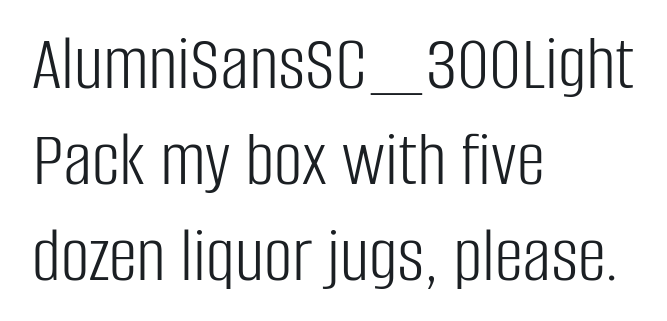 AlumniSansSC__300Light
Pack my box with five
dozen liquor jugs, please.